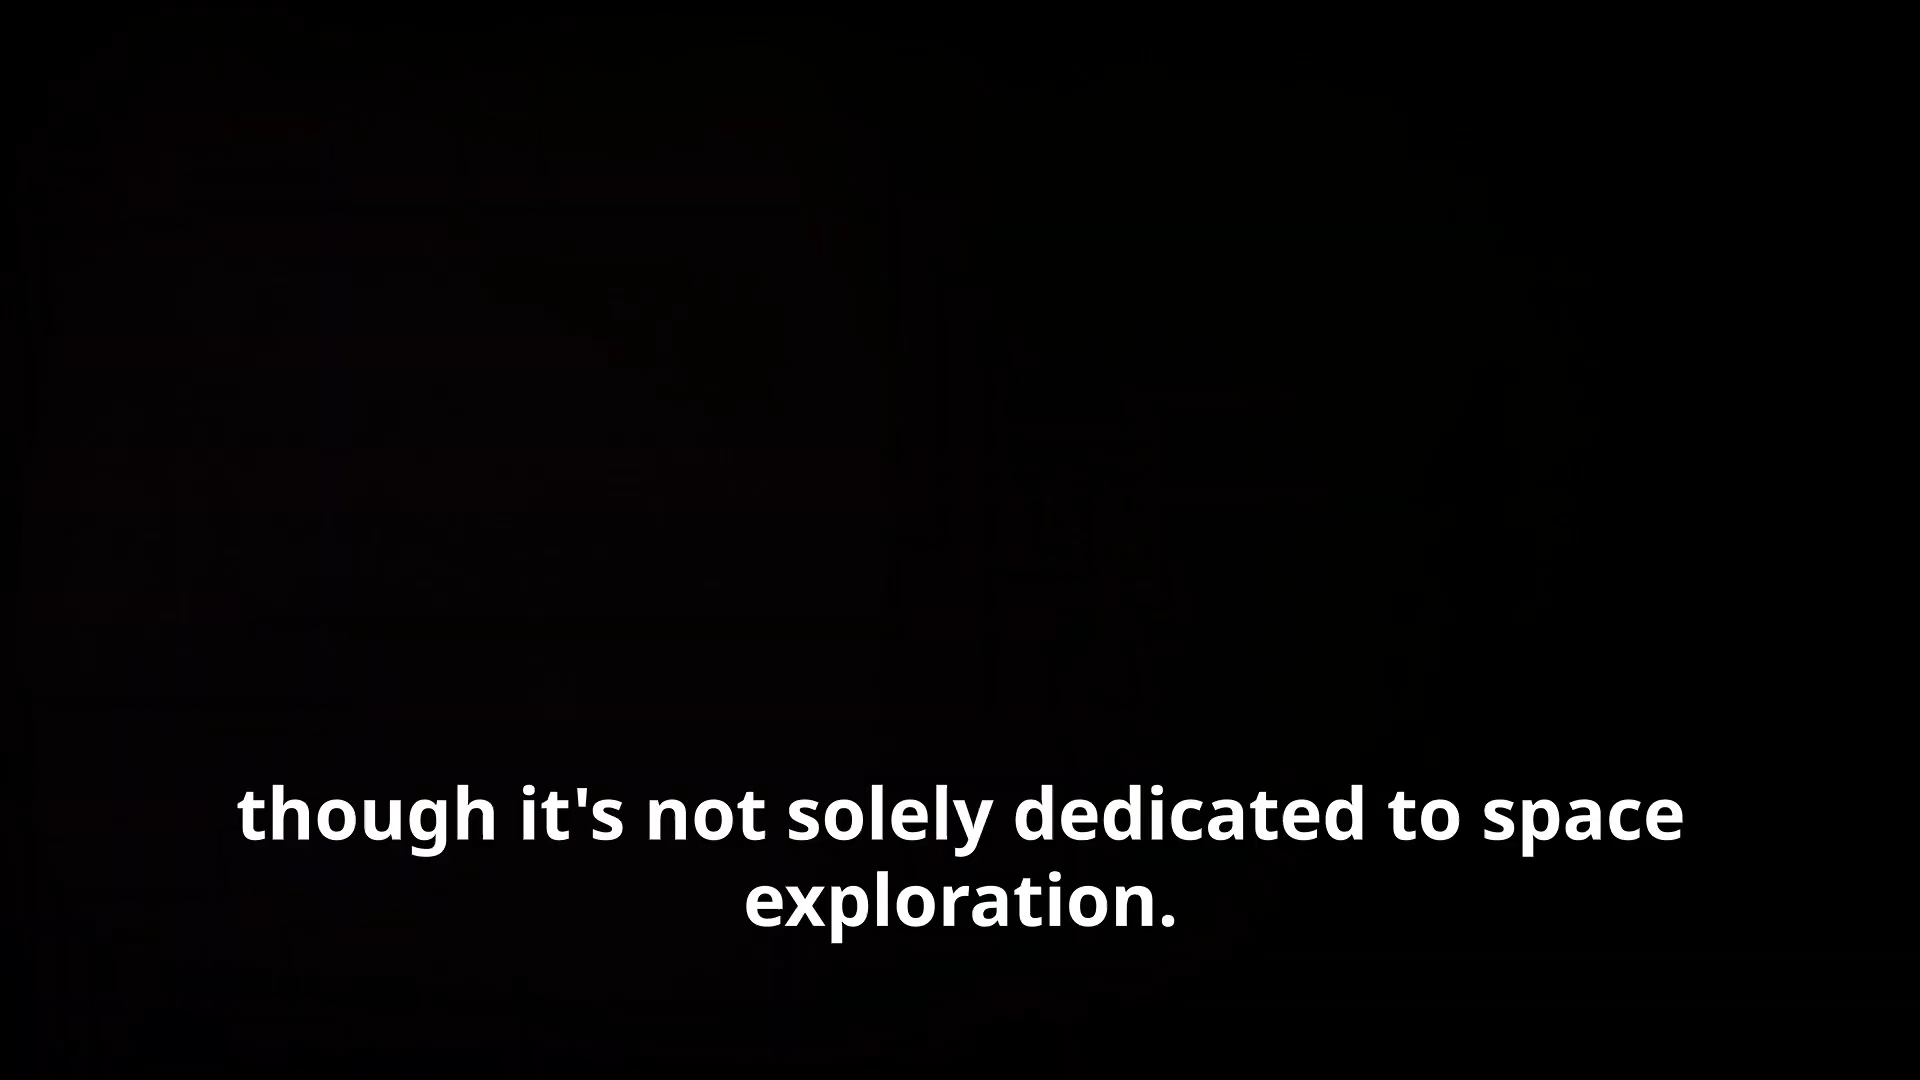 though it's not solely dedicated to space
exploration.